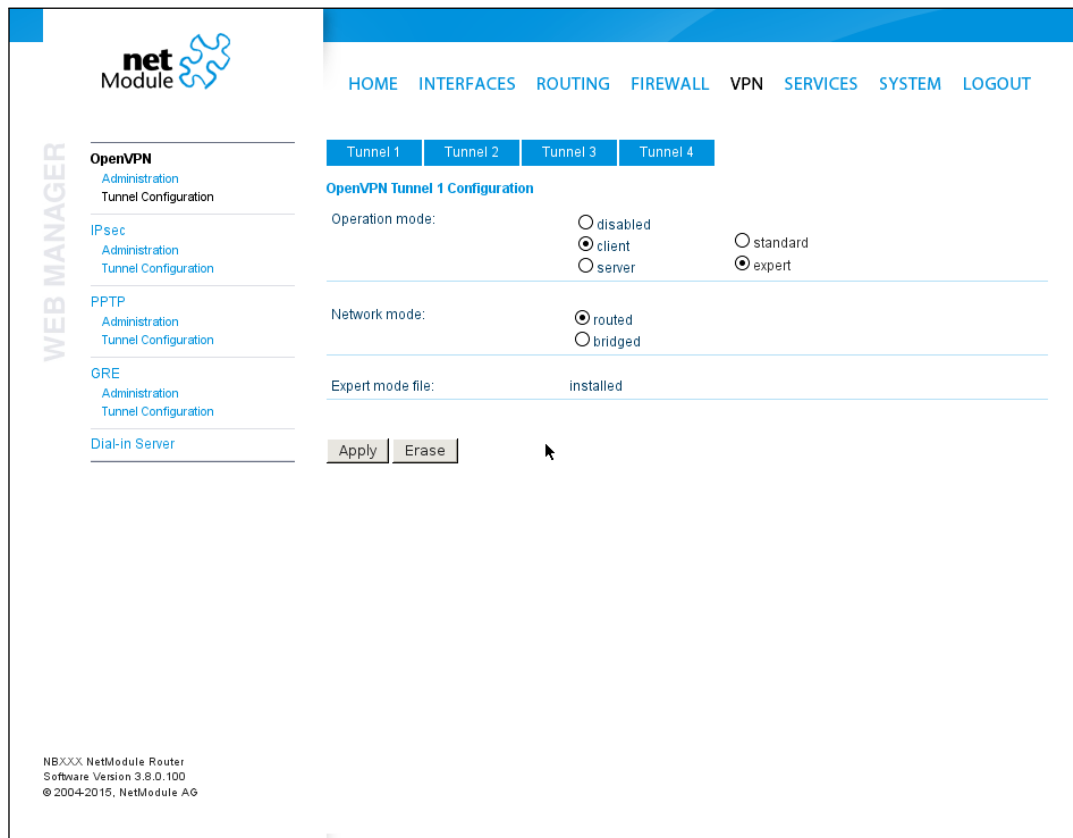 net
Module
HOME INTERFACES ROUTING FIREWALL VPN SERVICES SYSTEM LOGOUT
WEB MANAGER
OpenVPN
Administration
Tunnel Configuration
IPsec
Administration
Tunnel Configuration
PPTP
Administration
Tunnel Configuration
GRE
Administration
Tunnel Configuration
Dial-in Server
Tunnel 1 Tunnel 2 Tunnel 3 Tunnel 4
OpenVPN Tunnel 1 Configuration
Operation mode:
disabled
client
server
standard
expert
Network mode:
routed
bridged
Expert mode file: installed
Apply Erase
NBXXX NetModule Router
Software Version 3.8.0.100
© 2004-2015, NetModule AG